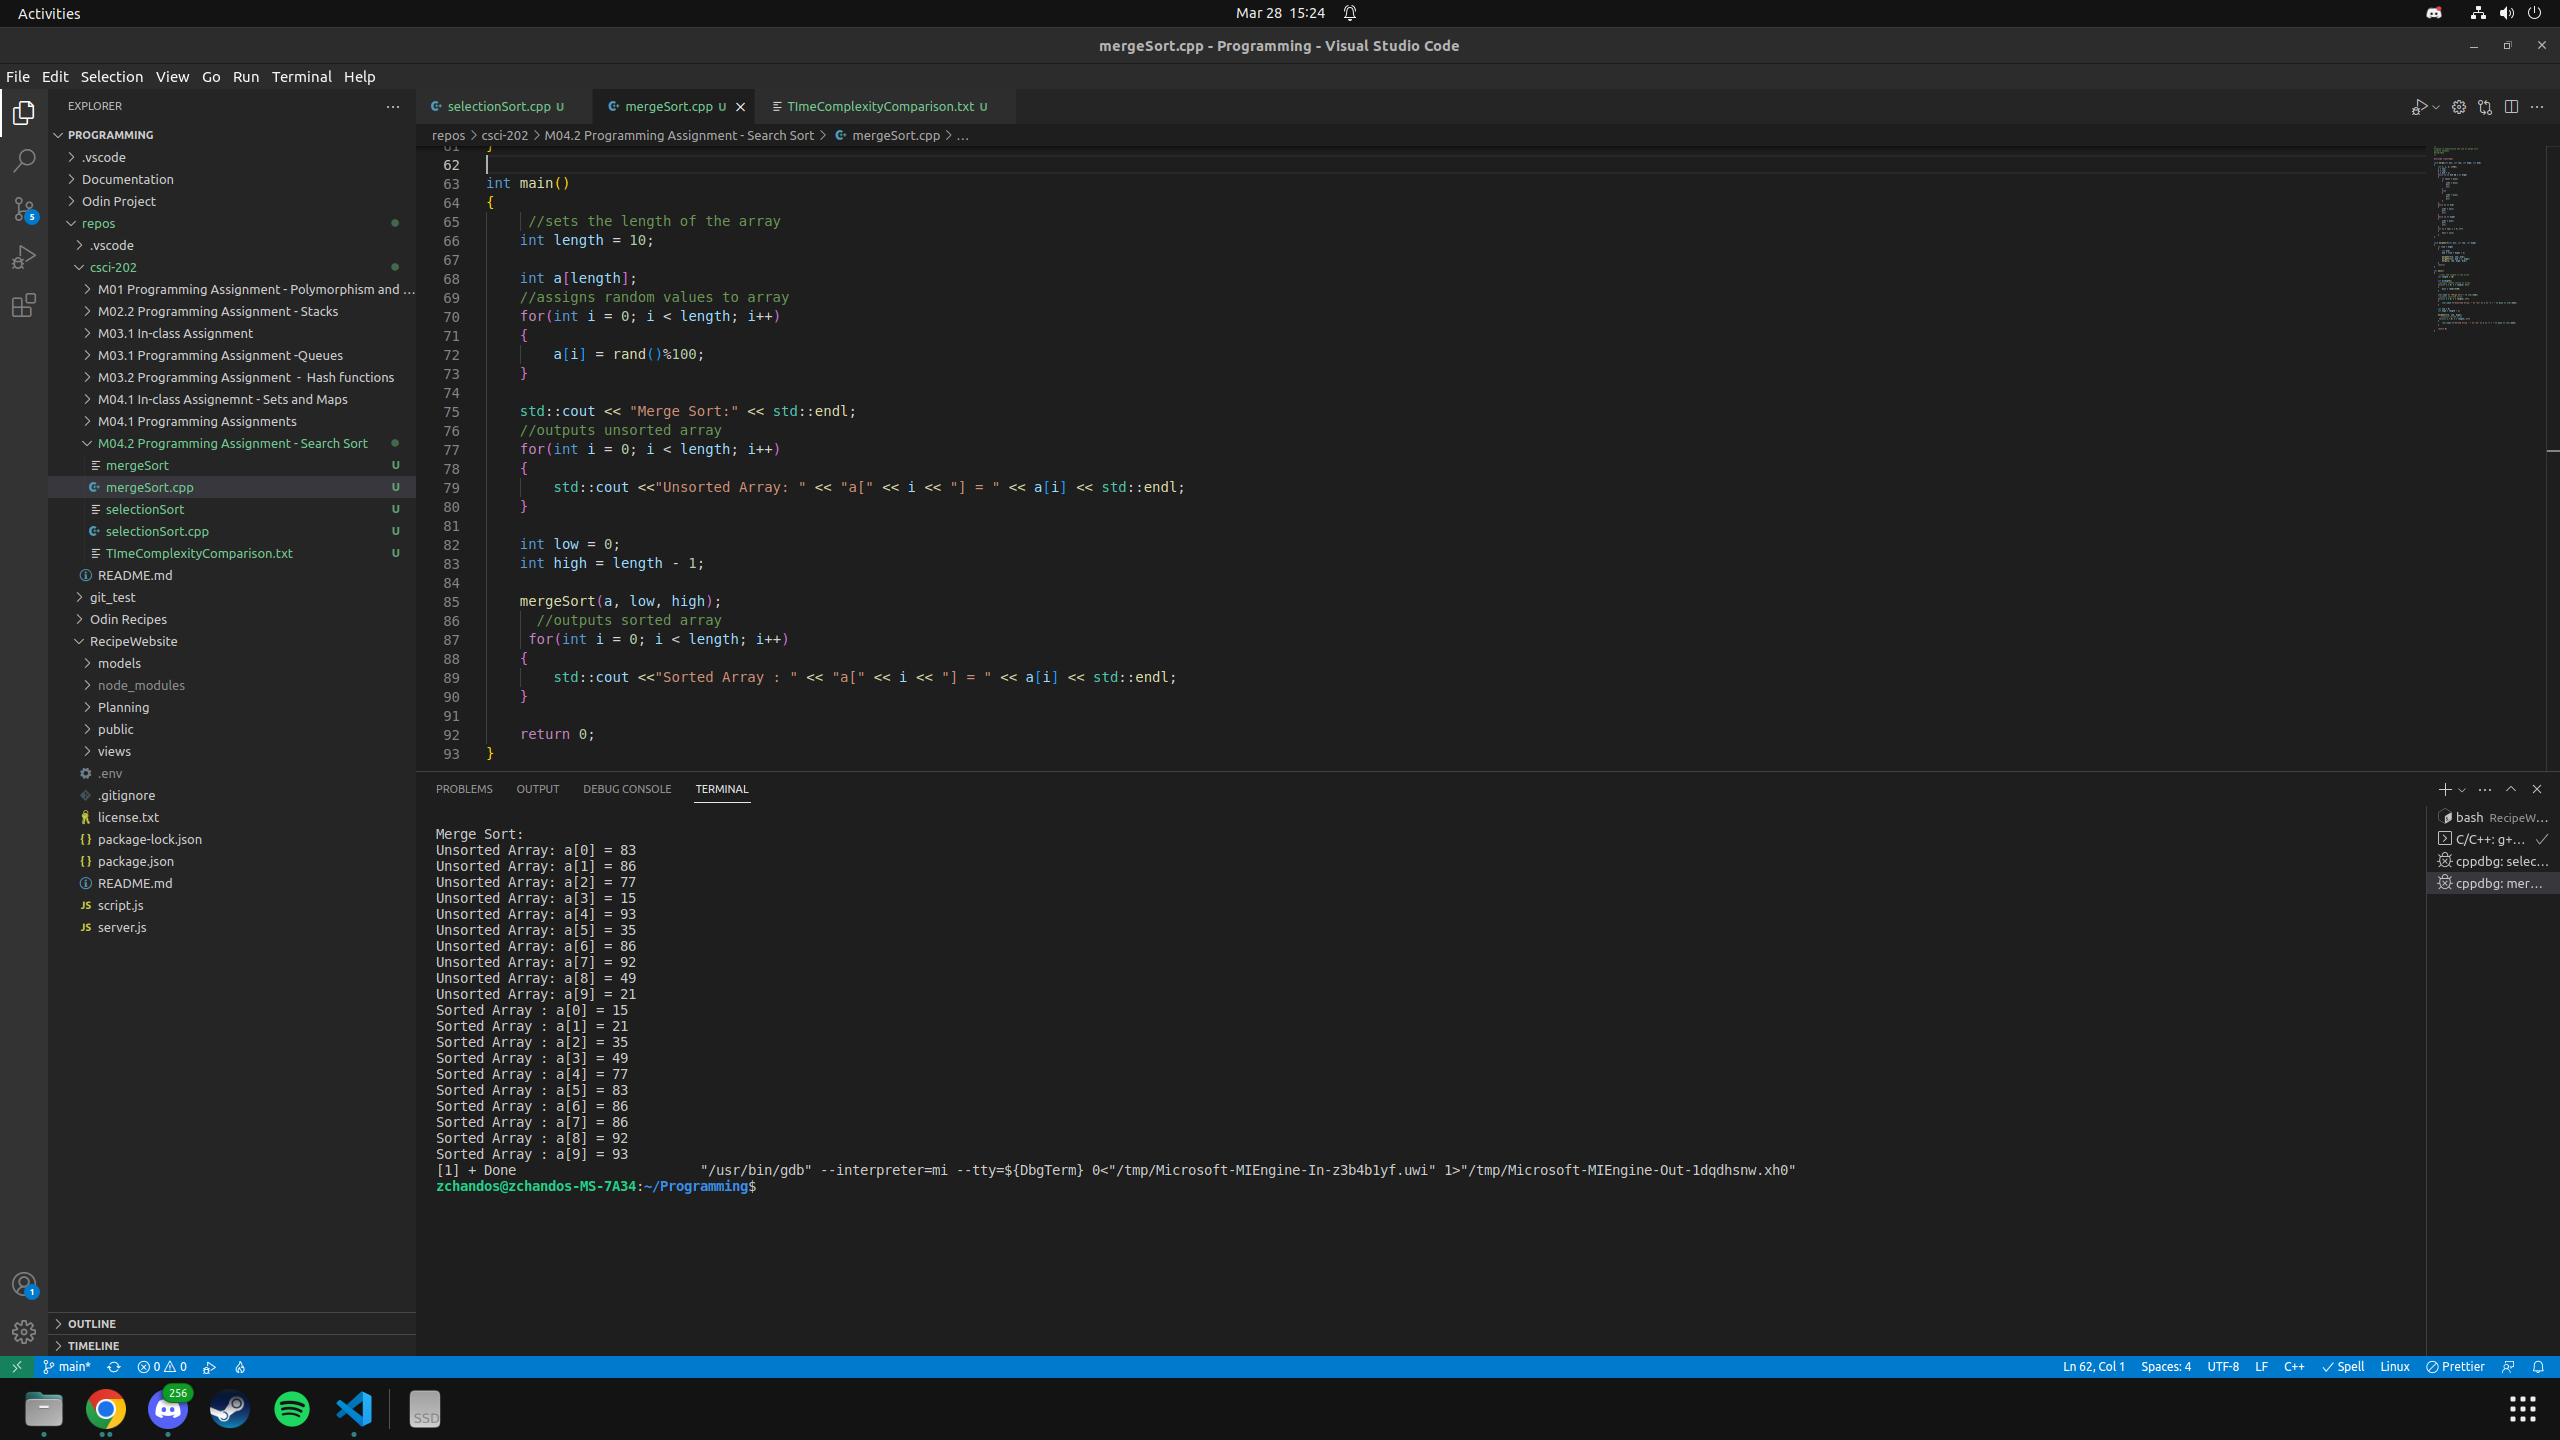 Activities
Mar 28 15:24
mergeSort.cpp - Programming - Visual Studio Code
File Edit Selection View Go Run Terminal Help
EXPLORER
PROGRAMMING
.vscode
Documentation
Odin Project
repos
.vscode
csci-202
M01 Programming Assignment - Polymorphism and ...
M02.2 Programming Assignment - Stacks
M03.1 In-class Assignment
M03.1 Programming Assignment -Queues
M03.2 Programming Assignment - Hash functions
M04.1 In-class Assignemnt - Sets and Maps
M04.1 Programming Assignments
M04.2 Programming Assignment - Search Sort
mergeSort U
mergeSort.cpp U
selectionSort U
selectionSort.cpp U
TImeComplexityComparison.txt U
README.md
git_test
Odin Recipes
RecipeWebsite
models
node_modules
Planning
public
views
.env
.gitignore
license.txt
package-lock.json
package.json
README.md
script.js
server.js
OUTLINE
TIMELINE
5
1
selectionSort.cpp U
mergeSort.cpp U
TImeComplexityComparison.txt U
repos > csci-202 > M04.2 Programming Assignment - Search Sort > mergeSort.cpp > ...
61 }
62
63 int main()
64 {
65 //sets the length of the array
66 int length = 10;
67
68 int a[length];
69 //assigns random values to array
70 for(int i = 0; i < length; i++)
71 {
72 a[i] = rand()%100;
73 }
74
75 std::cout << "Merge Sort:" << std::endl;
76 //outputs unsorted array
77 for(int i = 0; i < length; i++)
78 {
79 std::cout <<"Unsorted Array: " << "a[" << i << "] = " << a[i] << std::endl;
80 }
81
82 int low = 0;
83 int high = length - 1;
84
85 mergeSort(a, low, high);
86 //outputs sorted array
87 for(int i = 0; i < length; i++)
88 {
89 std::cout <<"Sorted Array : " << "a[" << i << "] = " << a[i] << std::endl;
90 }
91
92 return 0;
93 }
PROBLEMS OUTPUT DEBUG CONSOLE TERMINAL
Merge Sort:
Unsorted Array: a[0] = 83
Unsorted Array: a[1] = 86
Unsorted Array: a[2] = 77
Unsorted Array: a[3] = 15
Unsorted Array: a[4] = 93
Unsorted Array: a[5] = 35
Unsorted Array: a[6] = 86
Unsorted Array: a[7] = 92
Unsorted Array: a[8] = 49
Unsorted Array: a[9] = 21
Sorted Array : a[0] = 15
Sorted Array : a[1] = 21
Sorted Array : a[2] = 35
Sorted Array : a[3] = 49
Sorted Array : a[4] = 77
Sorted Array : a[5] = 83
Sorted Array : a[6] = 86
Sorted Array : a[7] = 86
Sorted Array : a[8] = 92
Sorted Array : a[9] = 93
[1] + Done "/usr/bin/gdb" --interpreter=mi --tty=${DbgTerm} 0<"/tmp/Microsoft-MIEngine-In-z3b4b1yf.uwi" 1>"/tmp/Microsoft-MIEngine-Out-1dqdhsnw.xh0"
zchandos@zchandos-MS-7A34:~/Programming$
bash RecipeW...
C/C++: g+...
cppdbg: selec...
cppdbg: mer...
main* 0 0
Ln 62, Col 1 Spaces: 4 UTF-8 LF C++ Spell Linux Prettier
256
SSD